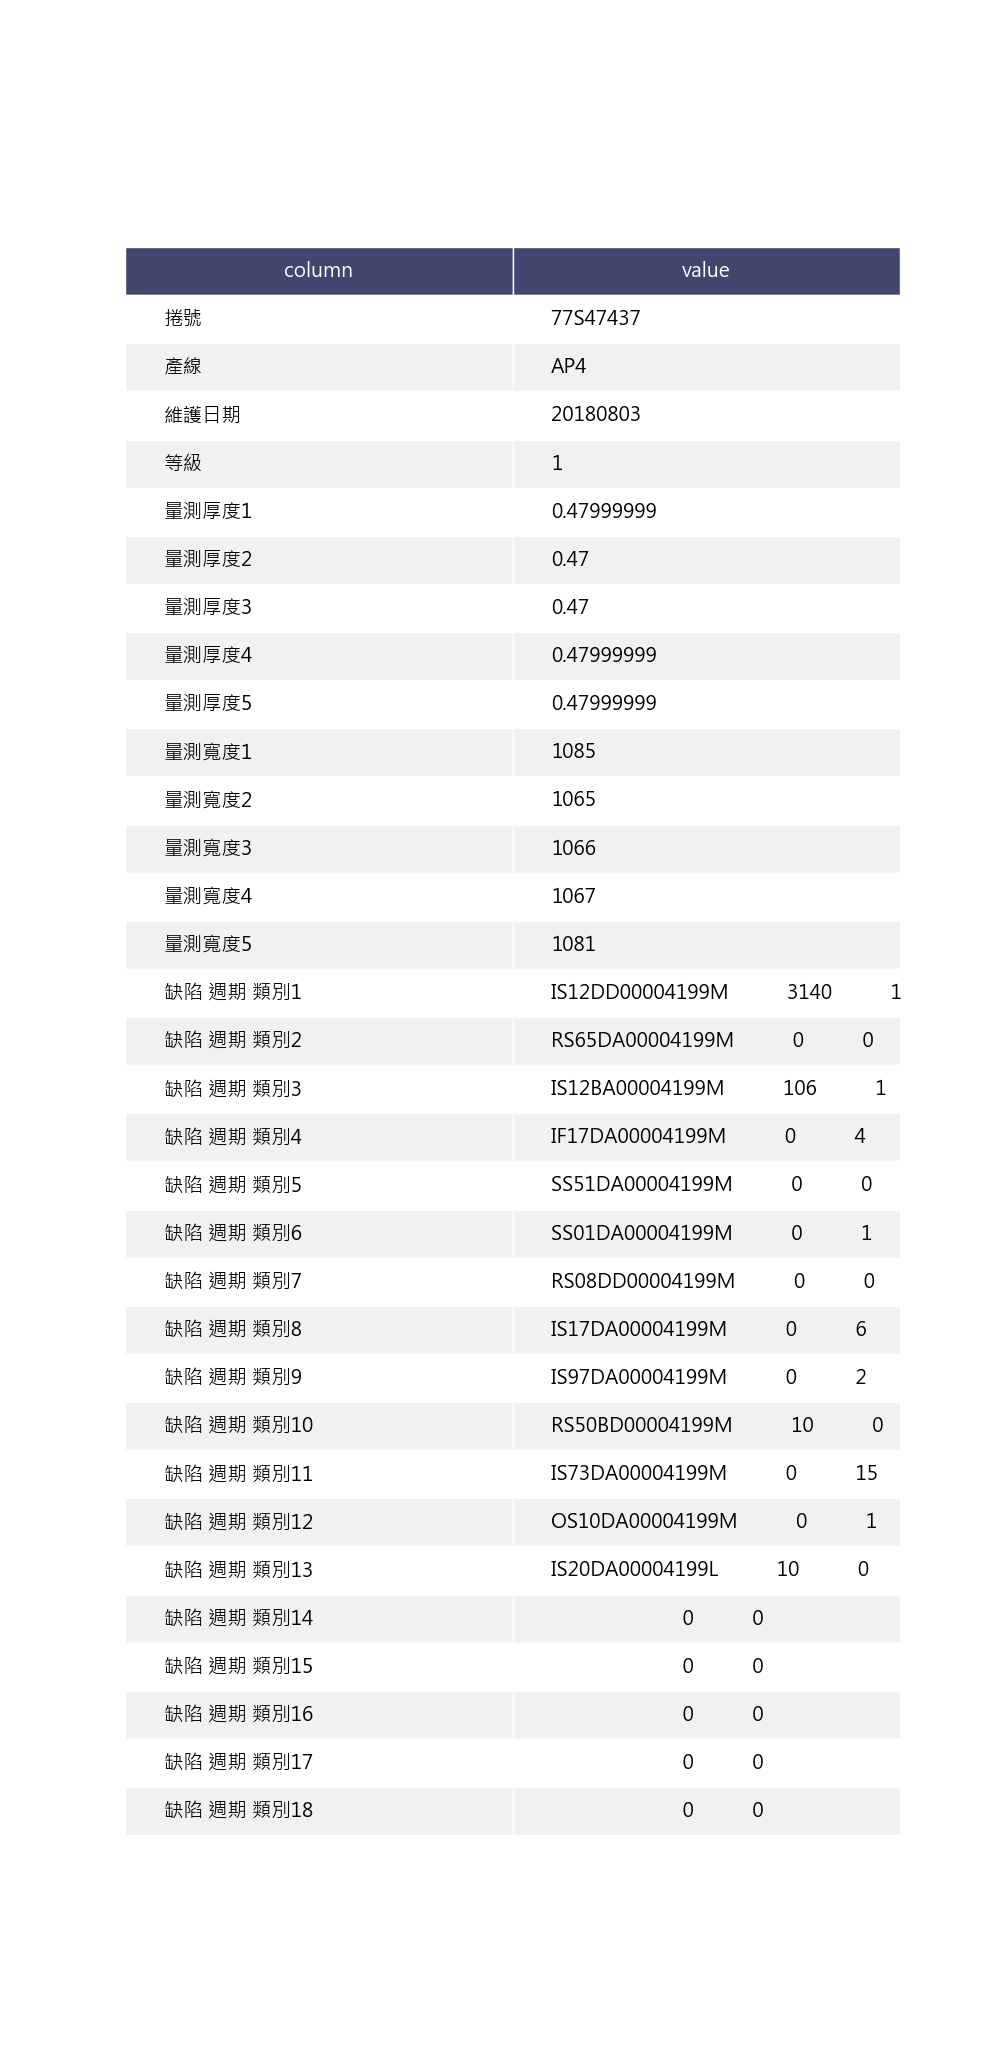 column value
捲號 77S47437
產線 AP4
維護日期 20180803
等級 1
量測厚度1 0.47999999
量測厚度2 0.47
量測厚度3 0.47
量測厚度4 0.47999999
量測厚度5 0.47999999
量測寬度1 1085
量測寬度2 1065
量測寬度3 1066
量測寬度4 1067
量測寬度5 1081
缺陷 週期 類別1 IS12DD00004199M 3140 1
缺陷 週期 類別2 RS65DA00004199M 0 0
缺陷 週期 類別3 IS12BA00004199M 106 1
缺陷 週期 類別4 IF17DA00004199M 0 4
缺陷 週期 類別5 SS51DA00004199M 0 0
缺陷 週期 類別6 SS01DA00004199M 0 1
缺陷 週期 類別7 RS08DD00004199M 0 0
缺陷 週期 類別8 IS17DA00004199M 0 6
缺陷 週期 類別9 IS97DA00004199M 0 2
缺陷 週期 類別10 RS50BD00004199M 10 0
缺陷 週期 類別11 IS73DA00004199M 0 15
缺陷 週期 類別12 OS10DA00004199M 0 1
缺陷 週期 類別13 IS20DA00004199L 10 0
缺陷 週期 類別14 0 0
缺陷 週期 類別15 0 0
缺陷 週期 類別16 0 0
缺陷 週期 類別17 0 0
缺陷 週期 類別18 0 0